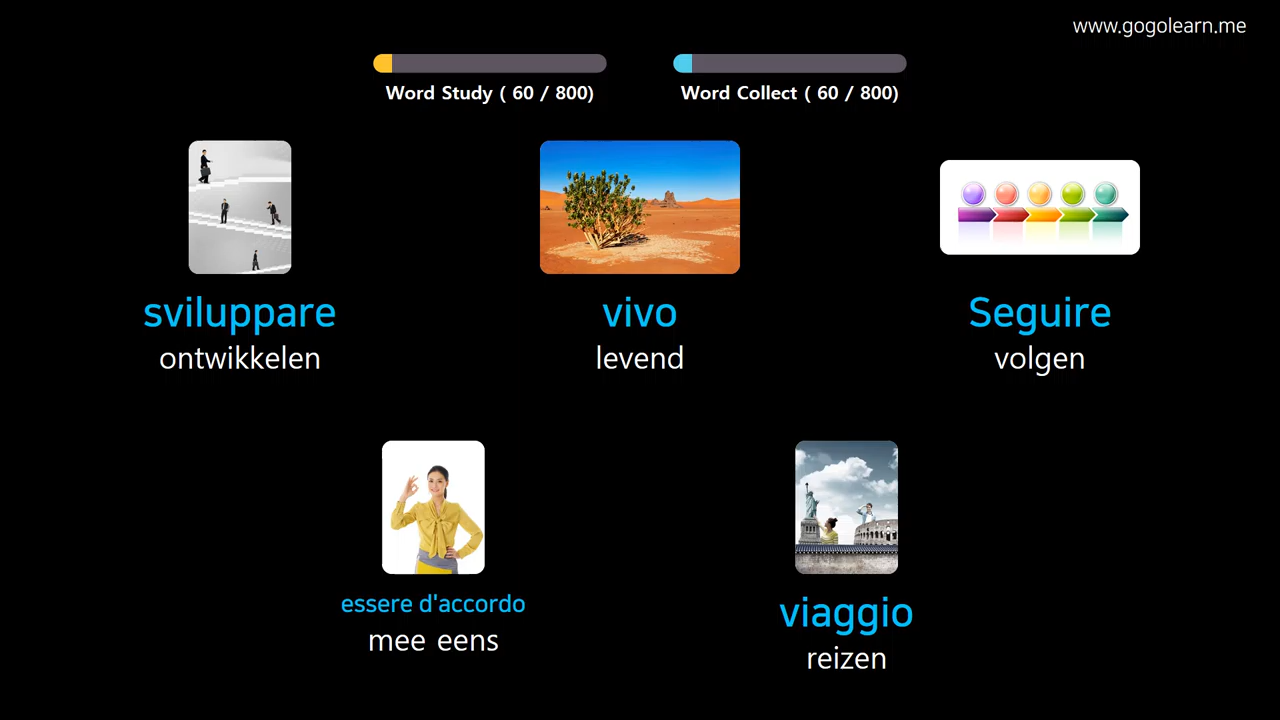 www.gogolearn.me
Word Study ( 60 / 800)
Word Collect ( 60 / 800)
sviluppare
ontwikkelen
vivo
levend
Seguire
volgen
essere d'accordo
mee eens
viaggio
reizen